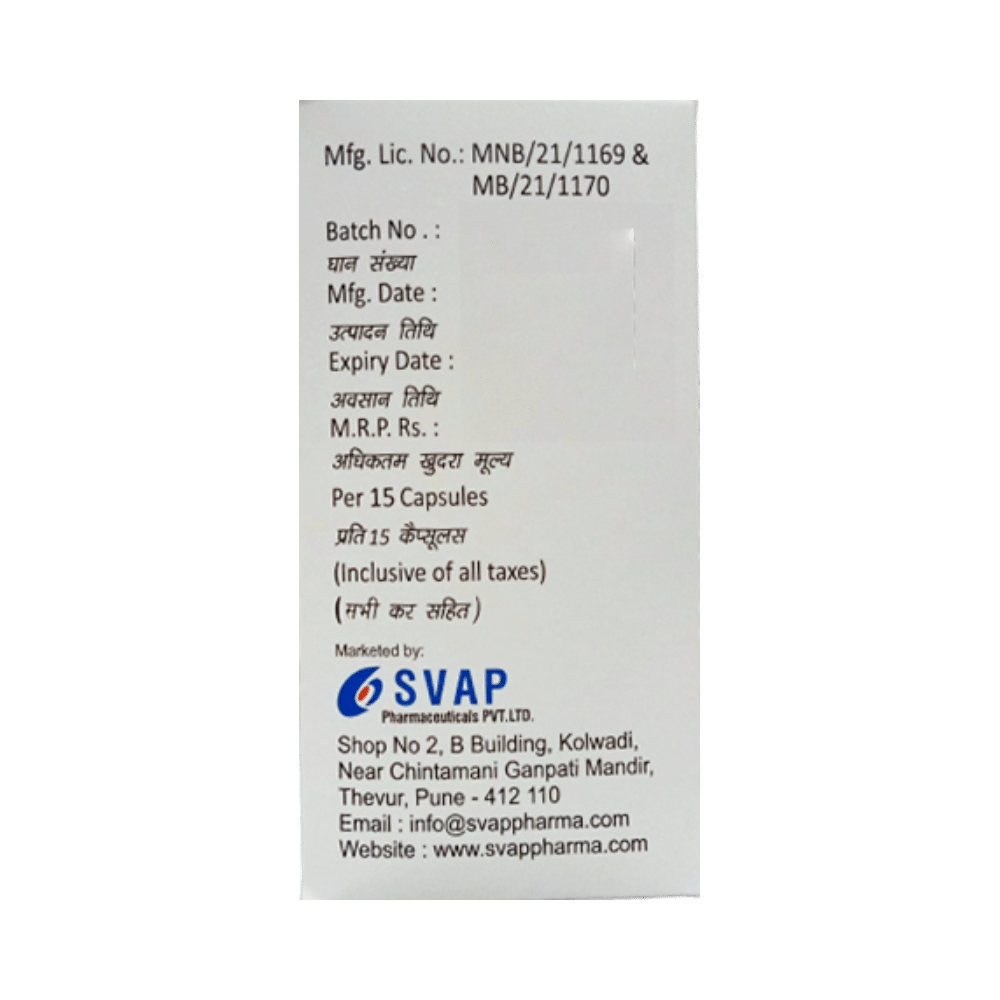 Mfg. Lic. No.: MNB/21/1169 &
MB/21/1170
Batch No . :
घान संख्या
Mfg. Date :
उत्पादन तिथि
Expiry Date :
अवसान तिथि
M.R.P. Rs. :
अधिकतम खुदरा मूल्य
Per 15 Capsules
प्रति 15 कैप्सूलस
(Inclusive of all taxes)
(मभी कर सहित)
Marketed by:
SVAP
Pharmaceuticals PVT.LTD.
Shop No 2, B Building, Kolwadi,
Near Chintamani Ganpati Mandir,
Thevur, Pune - 412 110
Email : info@svappharma.com
Website : www.svappharma.com